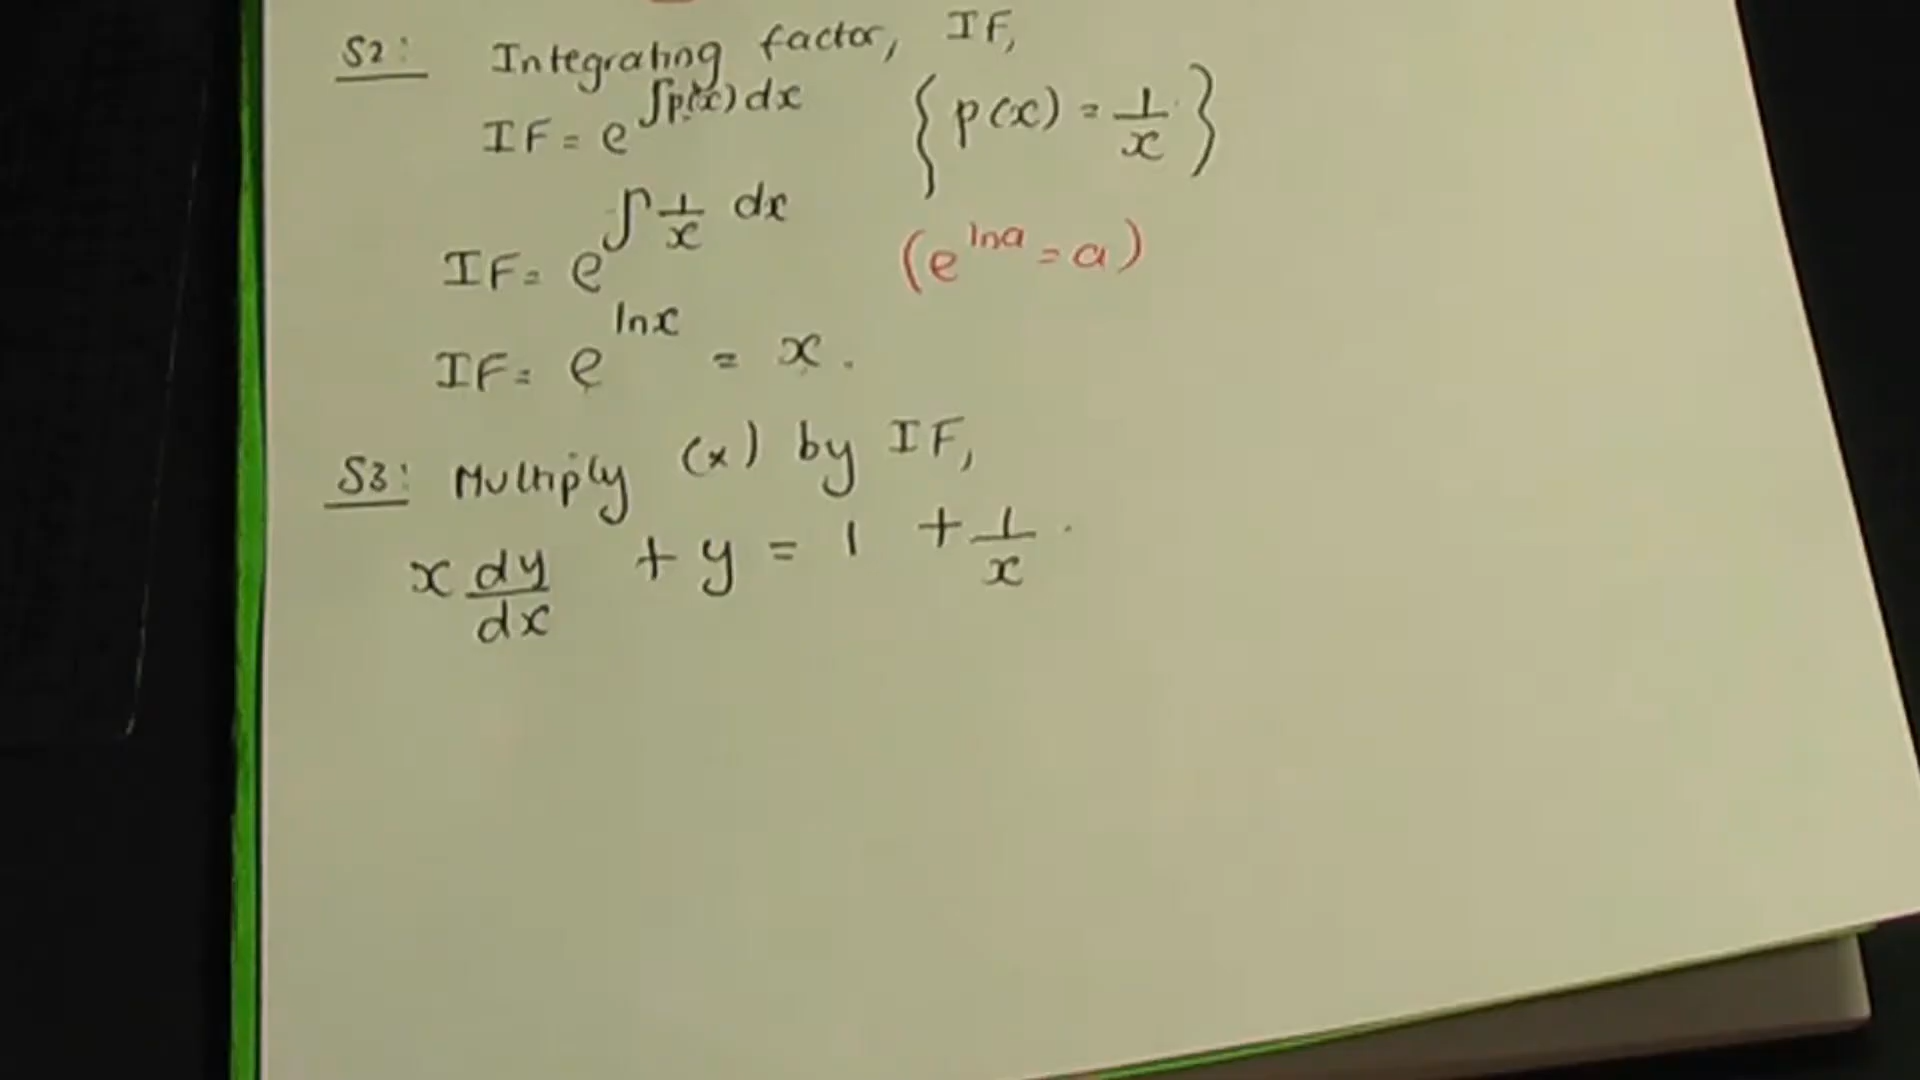 S2: Integrating factor, IF,
IF = e^{∫p(x)dx} {p(x) = 1/x}
IF = e^{∫1/x dx} (e^{lna} = a)
IF = e^{lnx} = x.
S3: Multiply (x) by IF,
x dy/dx + y = 1 + 1/x.